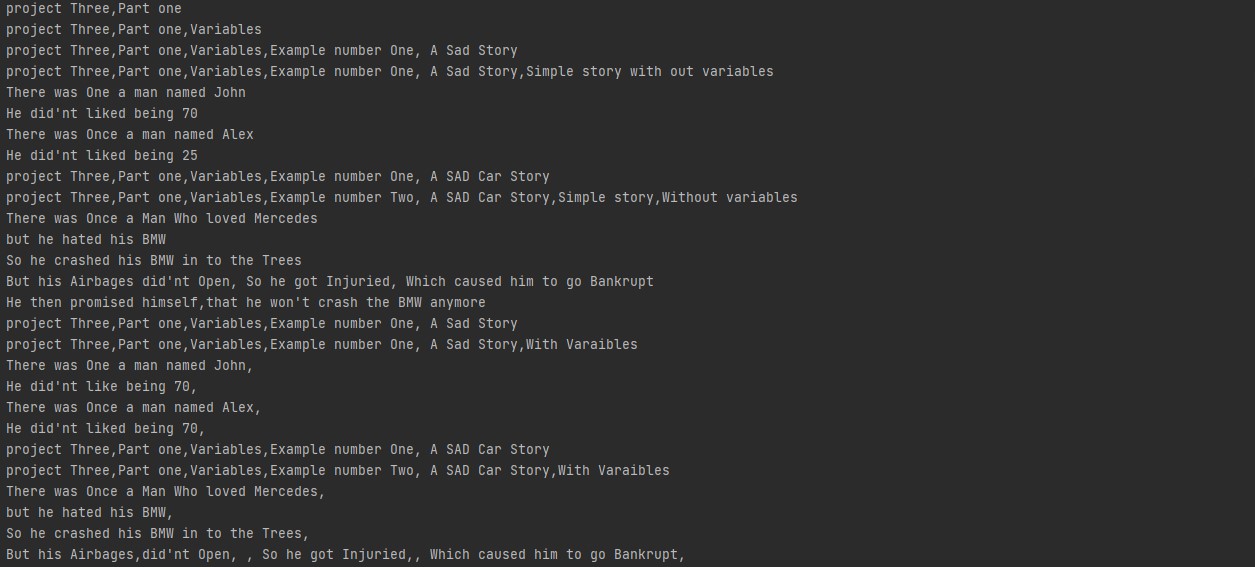 project Three,Part one
project Three,Part one,Variables
project Three,Part one,Variables,Example number One, A Sad Story
project Three,Part one,Variables,Example number One, A Sad Story,Simple story with out variables
There was One a man named John
He did'nt liked being 70
There was Once a man named Alex
He did'nt liked being 25
project Three,Part one,Variables,Example number One, A SAD Car Story
project Three,Part one,Variables,Example number Two, A SAD Car Story,Simple story,Without variables
There was Once a Man Who loved Mercedes
but he hated his BMW
So he crashed his BMW in to the Trees
But his Airbages did'nt Open, So he got Injuried, Which caused him to go Bankrupt
He then promised himself,that he won't crash the BMW anymore
project Three,Part one,Variables,Example number One, A Sad Story
project Three,Part one,Variables,Example number One, A Sad Story,With Varaibles
There was One a man named John,
He did'nt like being 70,
There was Once a man named Alex,
He did'nt liked being 70,
project Three,Part one,Variables,Example number One, A SAD Car Story
project Three,Part one,Variables,Example number Two, A SAD Car Story,With Varaibles
There was Once a Man Who loved Mercedes,
but he hated his BMW,
So he crashed his BMW in to the Trees,
But his Airbages,did'nt Open, , So he got Injuried,, Which caused him to go Bankrupt,